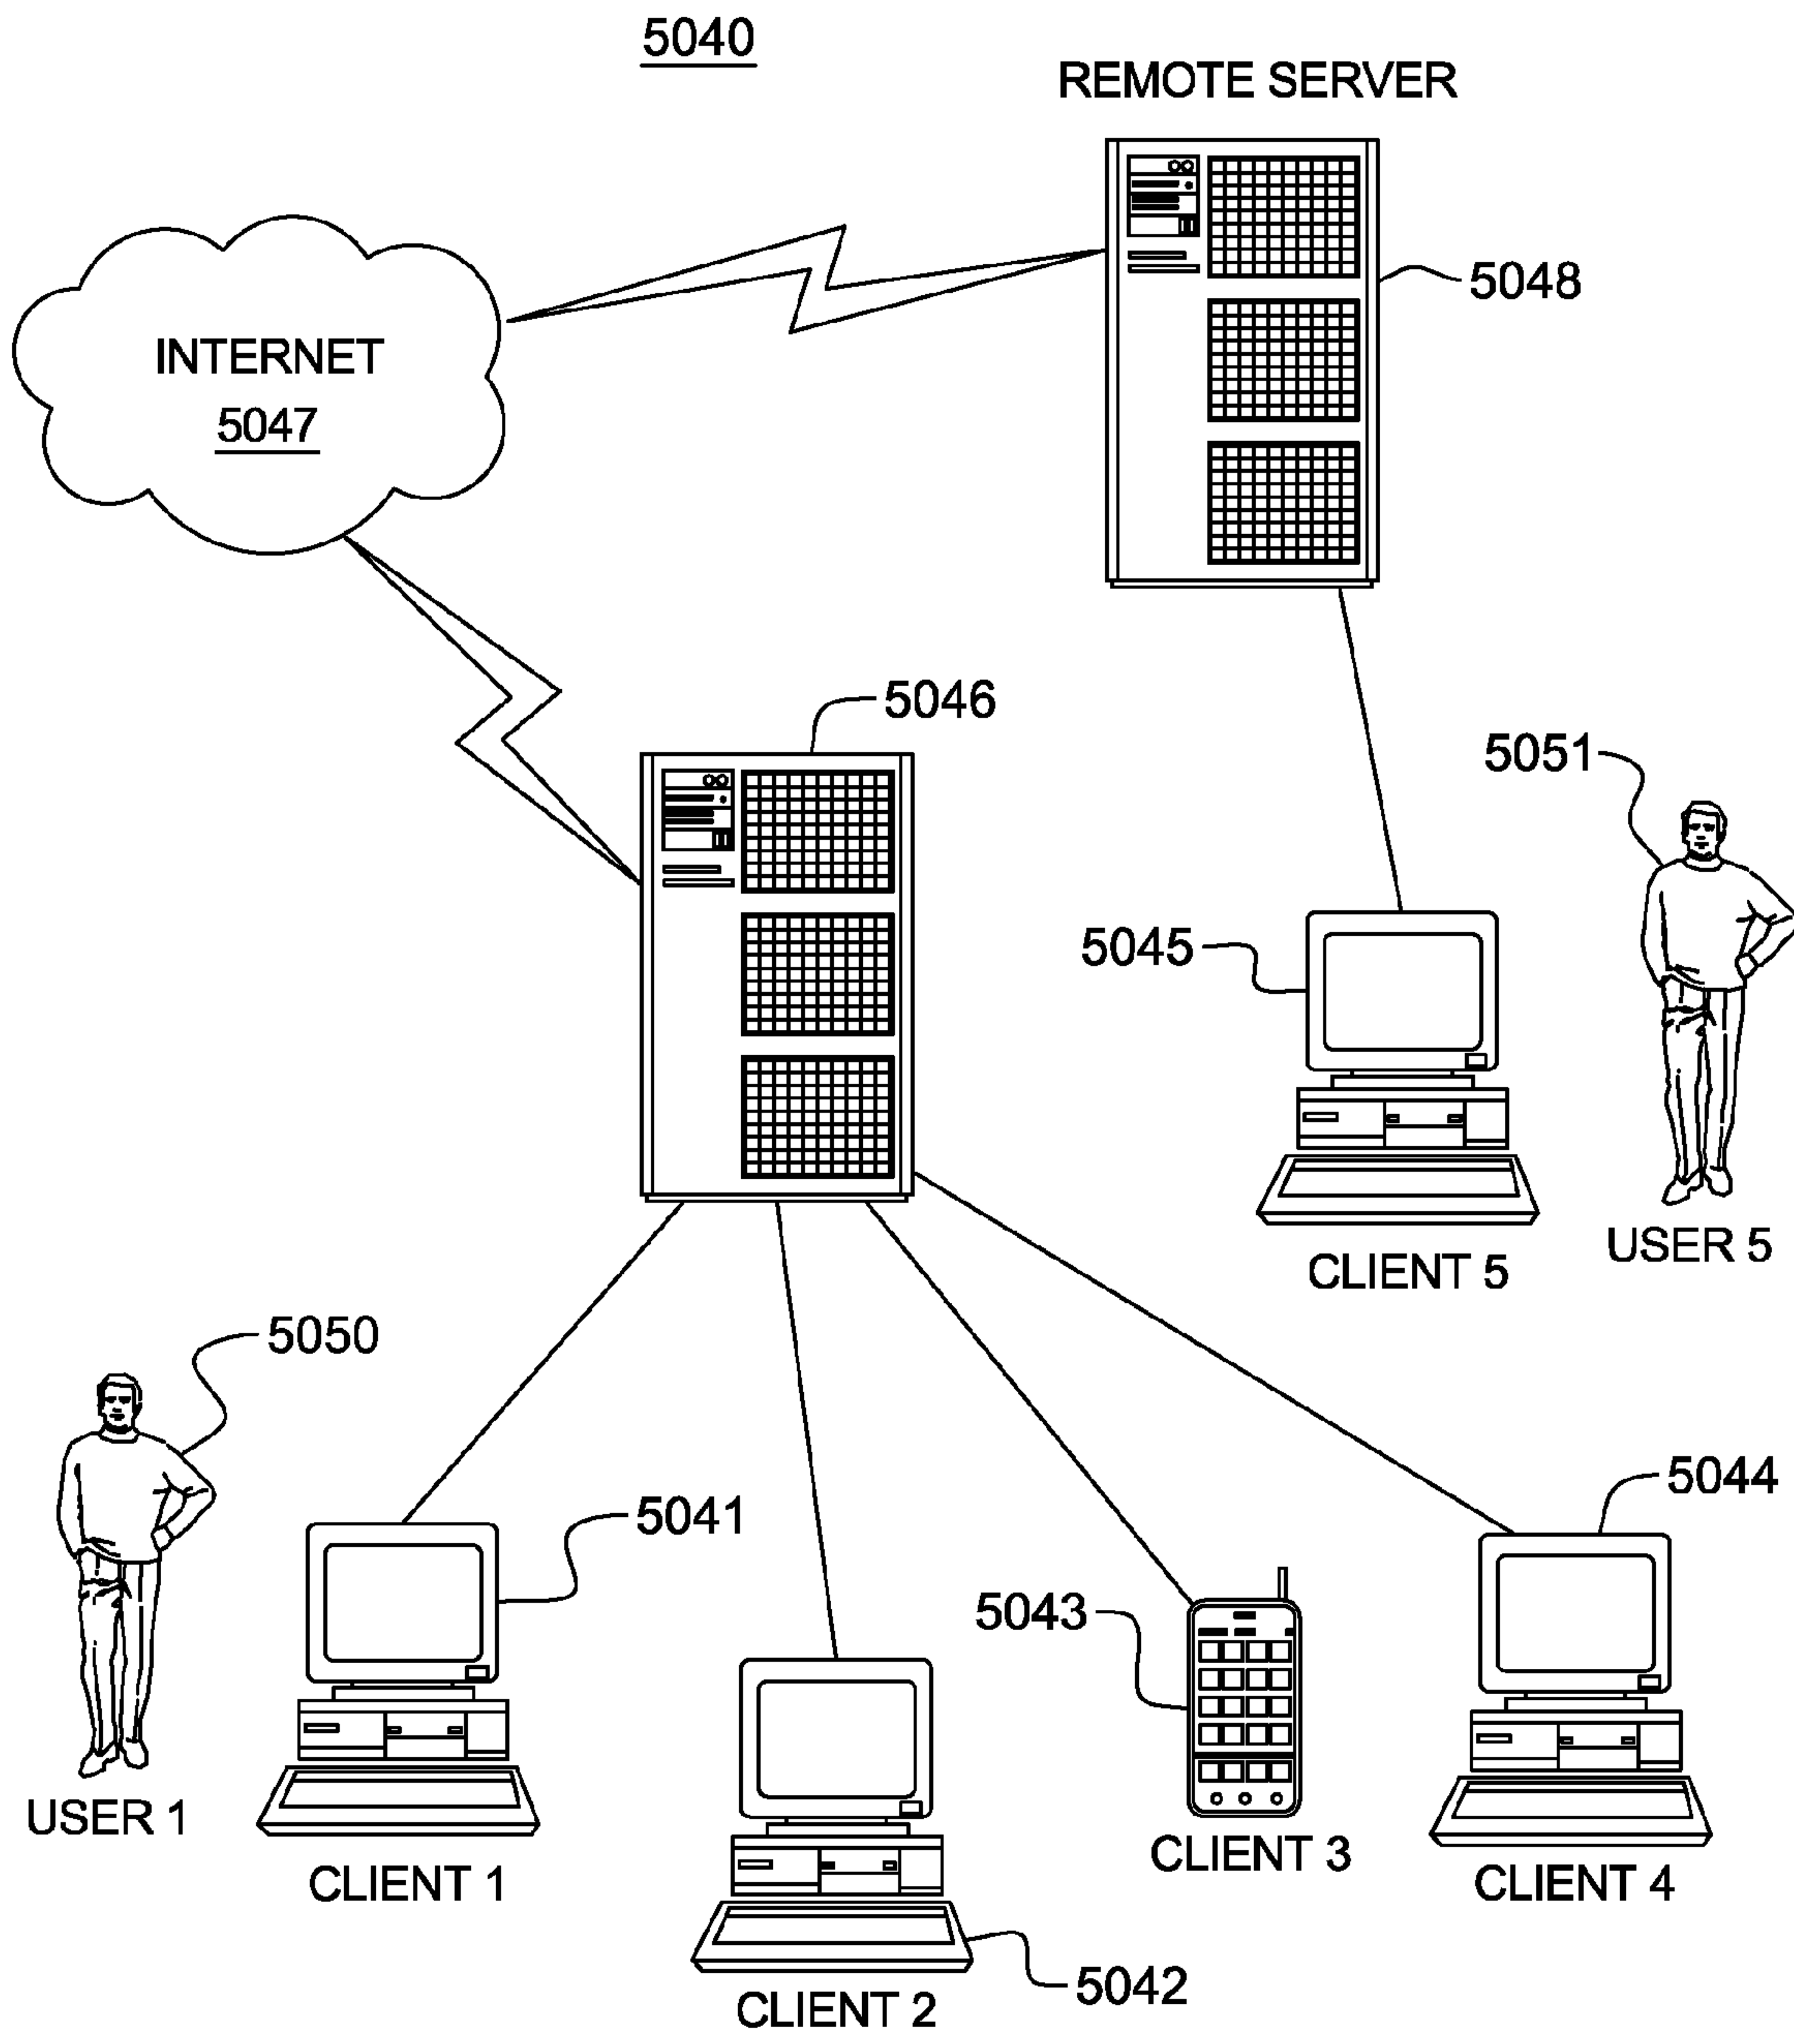 5040
REMOTE SERVER
5048
INTERNET
5047
5046
5051
5045
USER 5
CLIENT 5
5050
5044
5041
5043
USER 1
CLIENT 3
CLIENT 1
CLIENT 4
5042
CLIENT 2